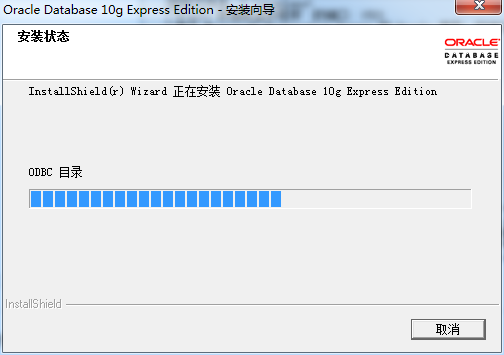 Oracle Database 10g Express Edition - 安装向导
安装状态
ORACLE
DATABASE
EXPRESS EDITION
InstallShield(r) Wizard 正在安装 Oracle Database 10g Express Edition
ODBC 目录
InstallShield
取消